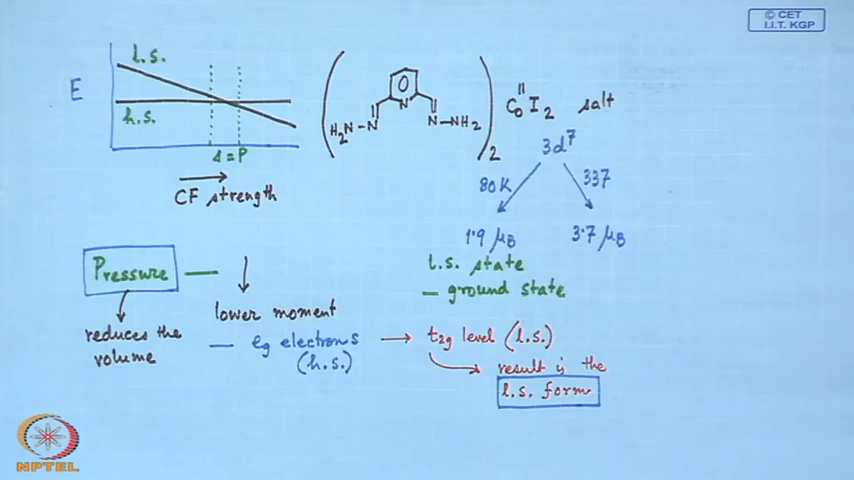 © CET
I.I.T. KGP
l.s.
E
h.s.
Δ = P
CF strength
N
N
H2N-N
N-NH2
2
CoII I2 salt
3d7
80K
337
1.9 μB
3.7 μB
l.s. state
- ground state
Pressure
lower moment
reduces the
volume
- eg electrons
(h.s.)
→ t2g level (l.s.)
result is the
l.s. form
NPTEL